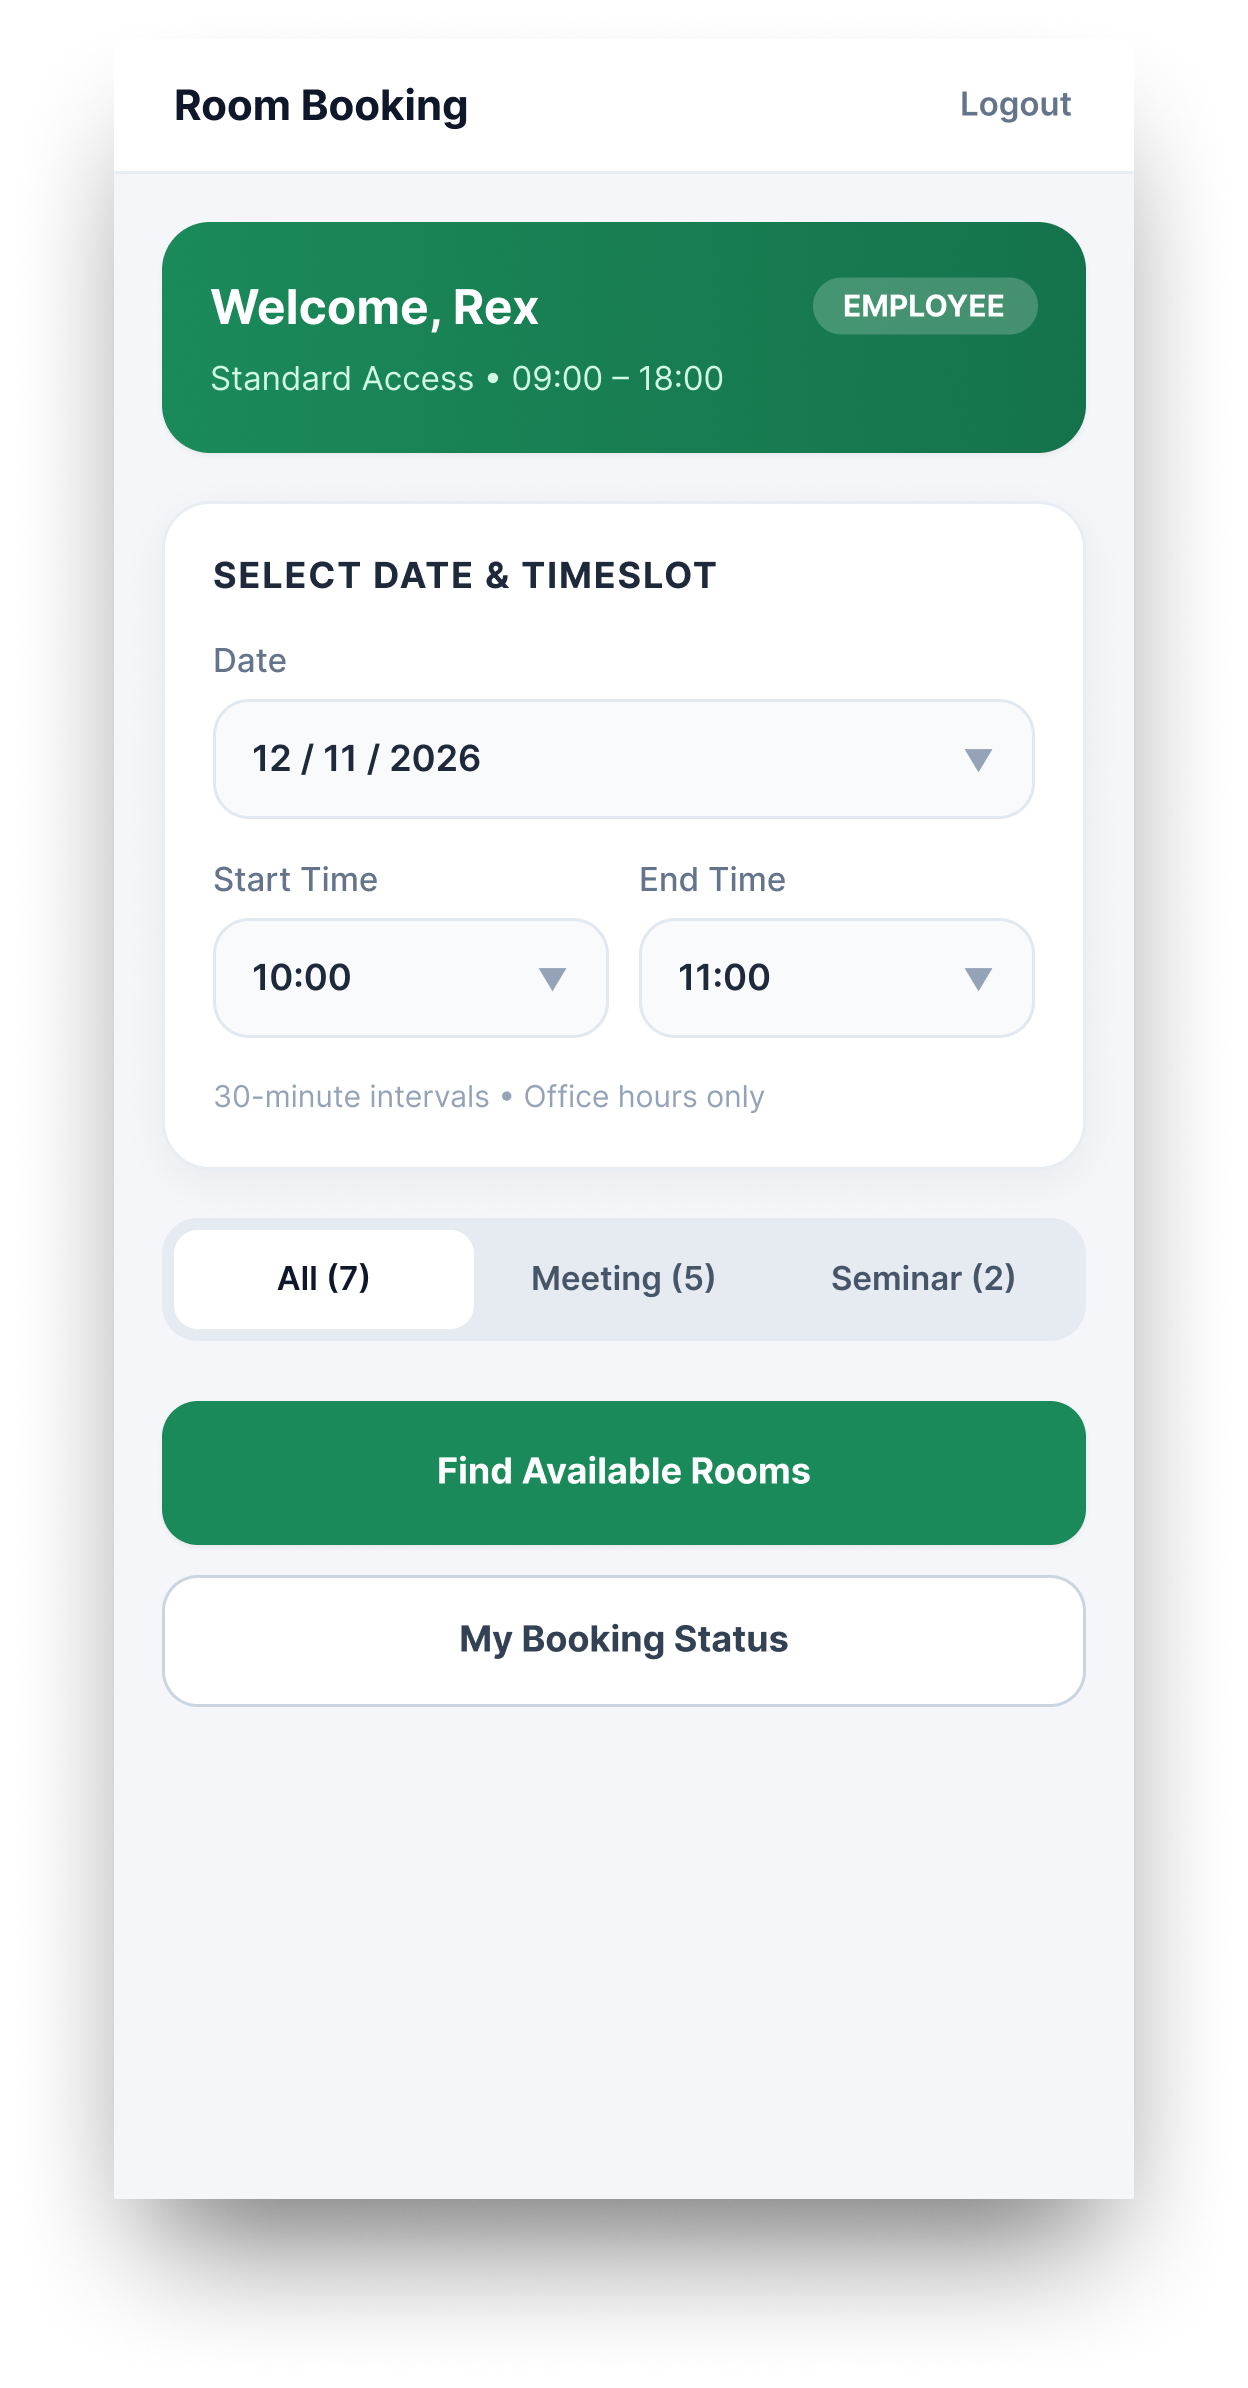 Room Booking
Logout
Welcome, Rex
EMPLOYEE
Standard Access • 09:00 – 18:00
SELECT DATE & TIMESLOT
Date
12 / 11 / 2026
Start Time
End Time
10:00
11:00
30-minute intervals • Office hours only
All (7)
Meeting (5)
Seminar (2)
Find Available Rooms
My Booking Status